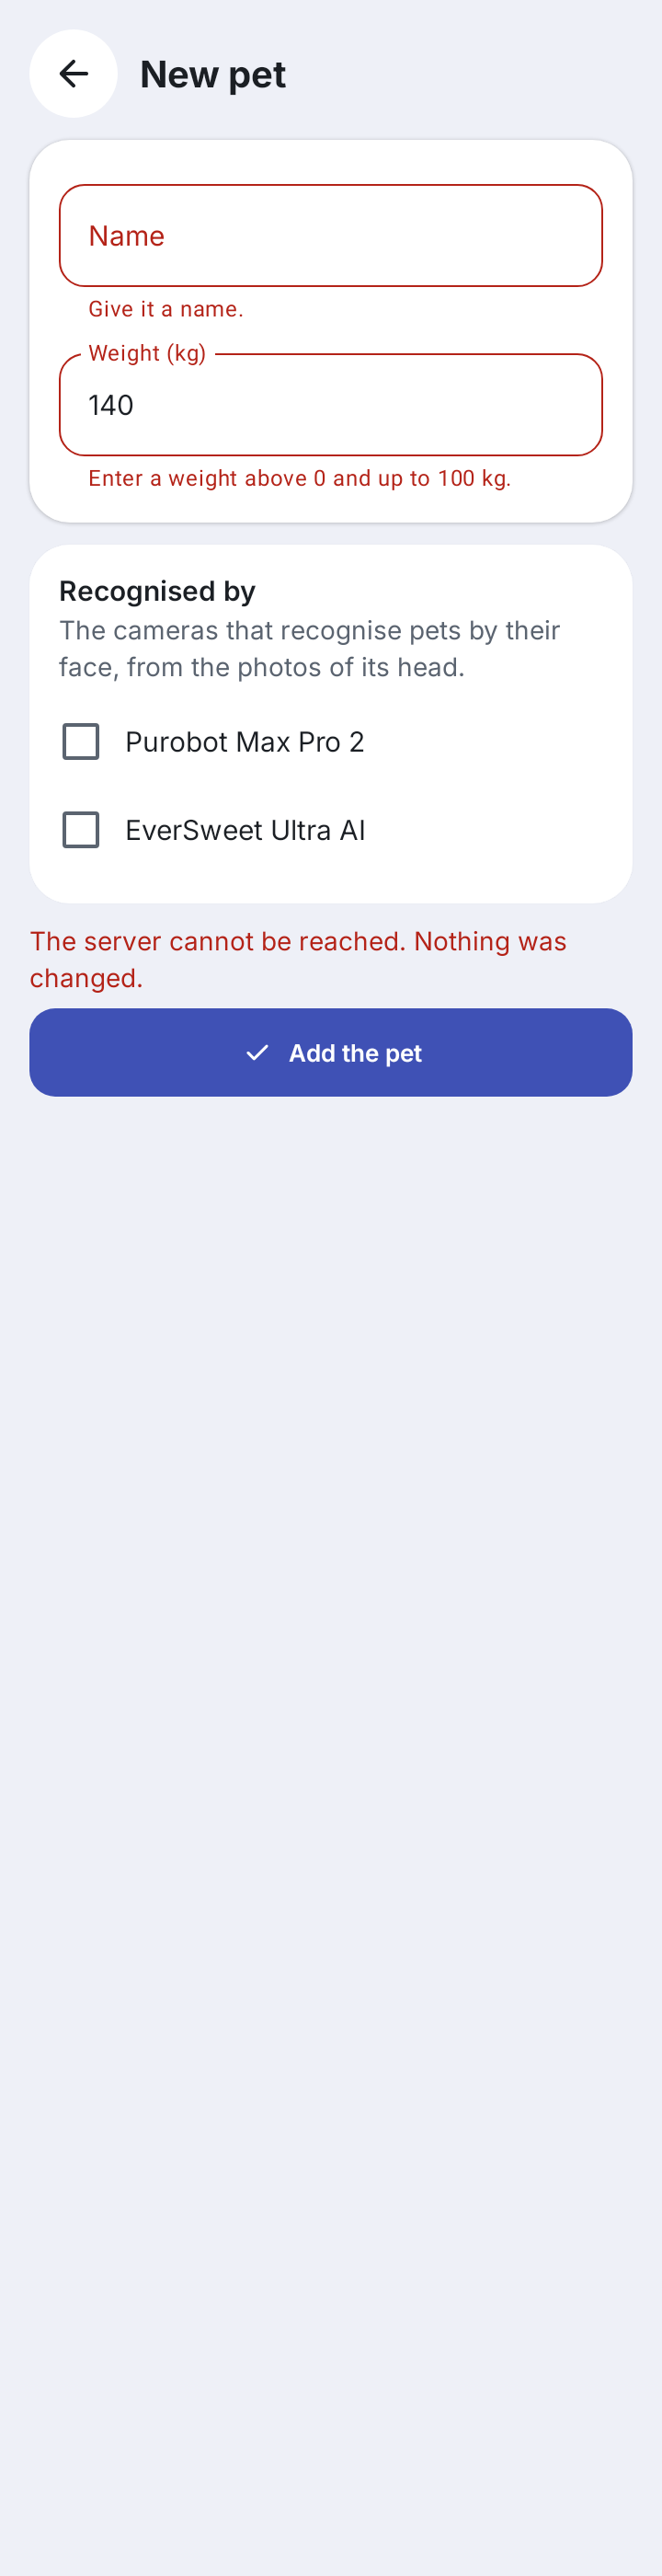 New pet
Name
Give it a name.
Weight (kg)
140
Enter a weight above 0 and up to 100 kg.
Recognised by
The cameras that recognise pets by their
face, from the photos of its head.
Purobot Max Pro 2
EverSweet Ultra AI
The server cannot be reached. Nothing was
changed.
Add the pet